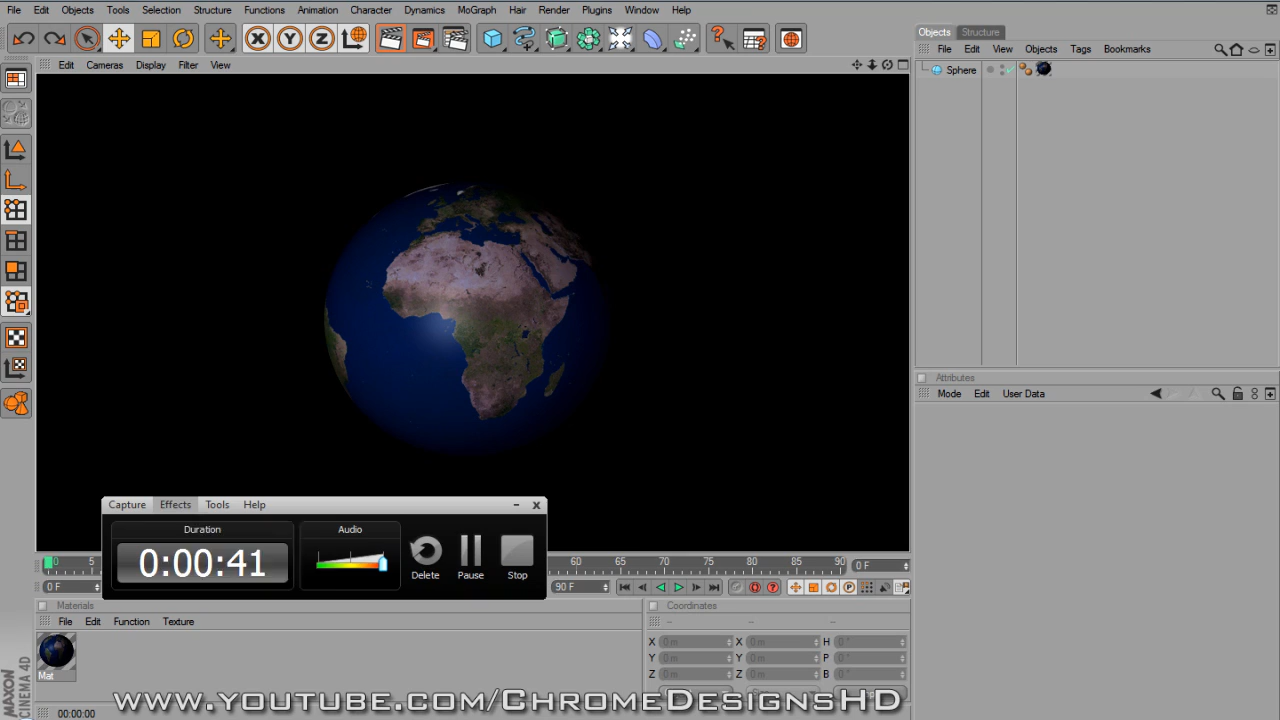 File Edit Objects Tools Selection Structure Functions Animation Character Dynamics MoGraph Hair Render Plugins Window Help
Objects Structure
File Edit View Objects Tags Bookmarks
Edit Cameras Display Filter View
Sphere
Attributes
Mode Edit User Data
Capture Effects Tools Help
Duration Audio
0:00:41
Delete Pause Stop
0 5 60 65 70 75 80 85 90 0 F
0 F 90 F
Materials
File Edit Function Texture
Mat
Coordinates
-- -- --
X 0 m X 0 m H 0 °
Y 0 m Y 0 m P 0 °
Z 0 m Z 0 m B 0 °
MAXON
CINEMA 4D
www.youtube.com/ChromeDesignsHD
00:00:00